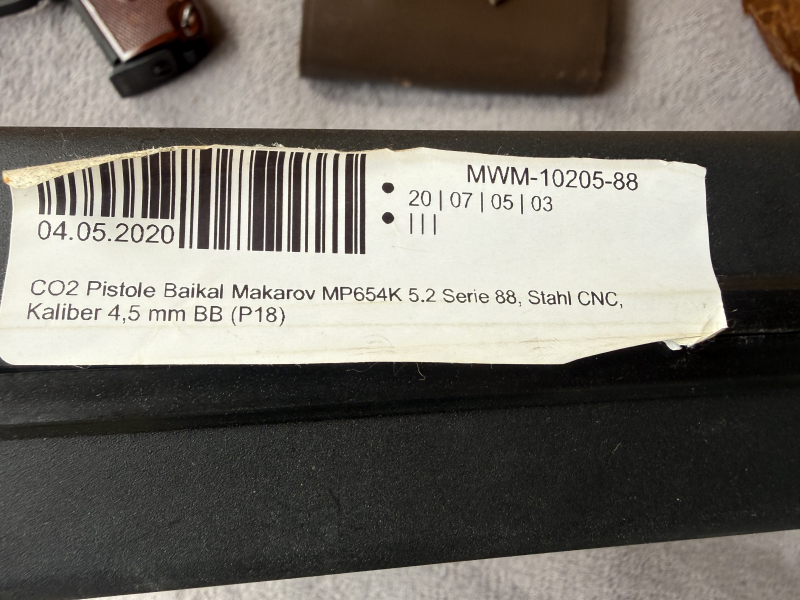 MWM-10205-88
20 | 07 | 05 | 03
| | |
04.05.2020
CO2 Pistole Baikal Makarov MP654K 5.2 Serie 88, Stahl CNC,
Kaliber 4,5 mm BB (P18)